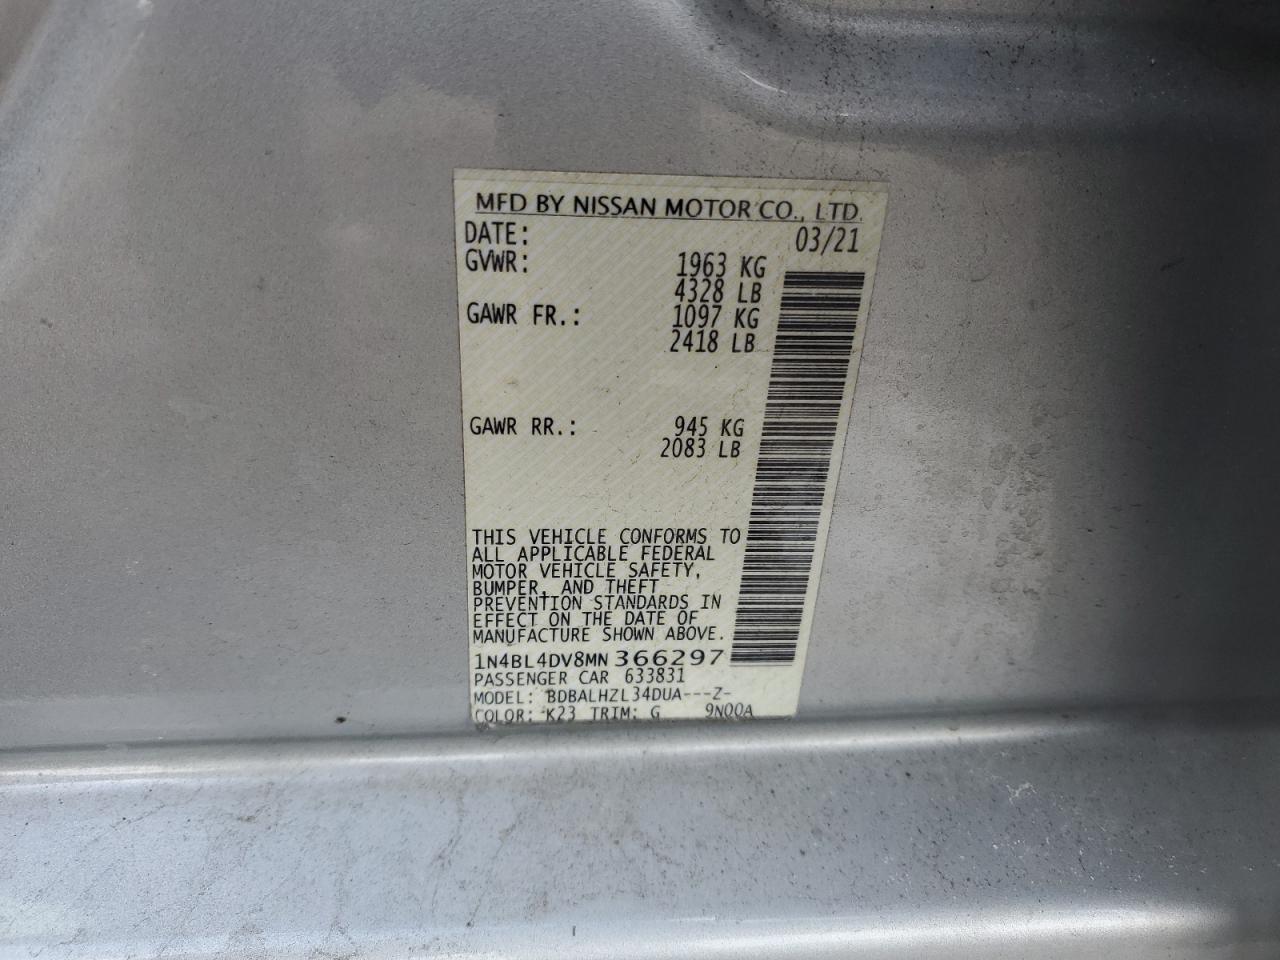 MFD BY NISSAN MOTOR CO., LTD.
DATE: 03/21
GVWR: 1963 KG
4328 LB
GAWR FR.: 1097 KG
2418 LB
GAWR RR.: 945 KG
2083 LB
THIS VEHICLE CONFORMS TO
ALL APPLICABLE FEDERAL
MOTOR VEHICLE SAFETY,
BUMPER, AND THEFT
PREVENTION STANDARDS IN
EFFECT ON THE DATE OF
MANUFACTURE SHOWN ABOVE.
1N4BL4DV8MN366297
PASSENGER CAR 633831
MODEL: BDBALHZL34DUA---Z-
COLOR: K23 TRIM: G 9N00A